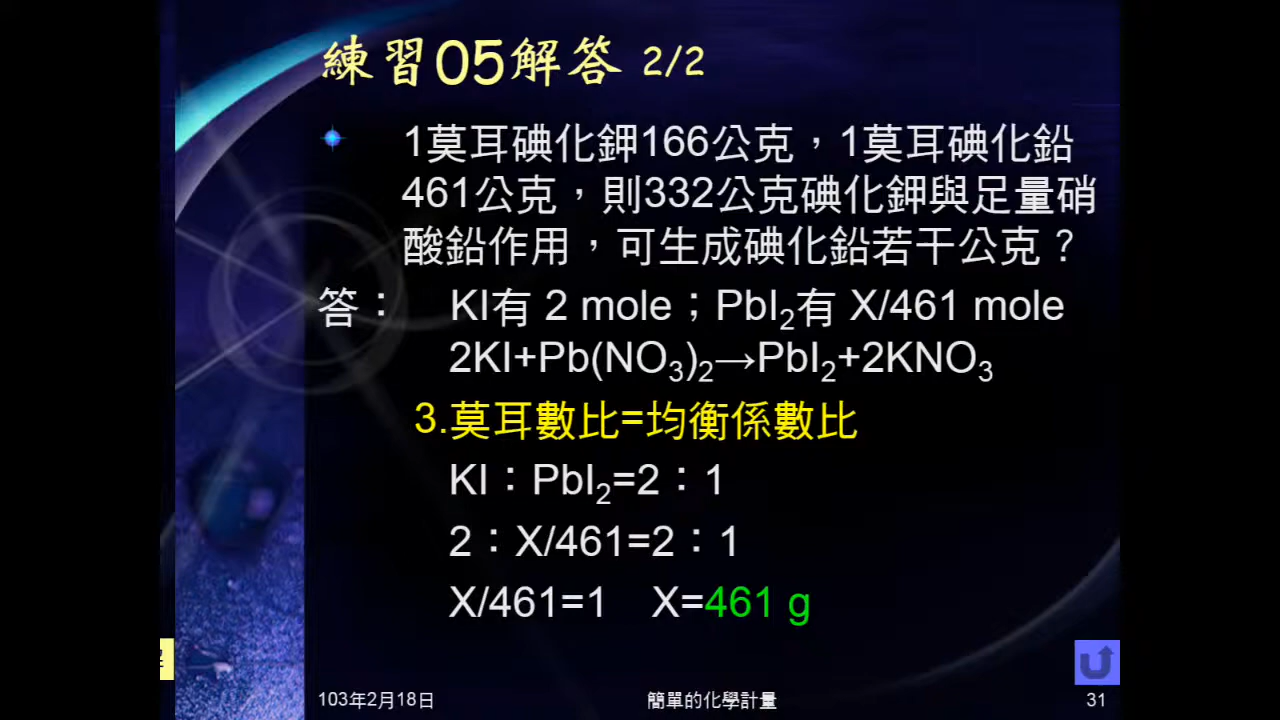 練習05解答 2/2
1莫耳碘化鉀166公克，1莫耳碘化鉛
461公克，則332公克碘化鉀與足量硝
酸鉛作用，可生成碘化鉛若干公克？
答： KI有 2 mole；PbI₂有 X/461 mole
2KI+Pb(NO₃)₂→PbI₂+2KNO₃
3.莫耳數比=均衡係數比
KI：PbI₂=2：1
2：X/461=2：1
X/461=1 X=461 g
103年2月18日 簡單的化學計量 31